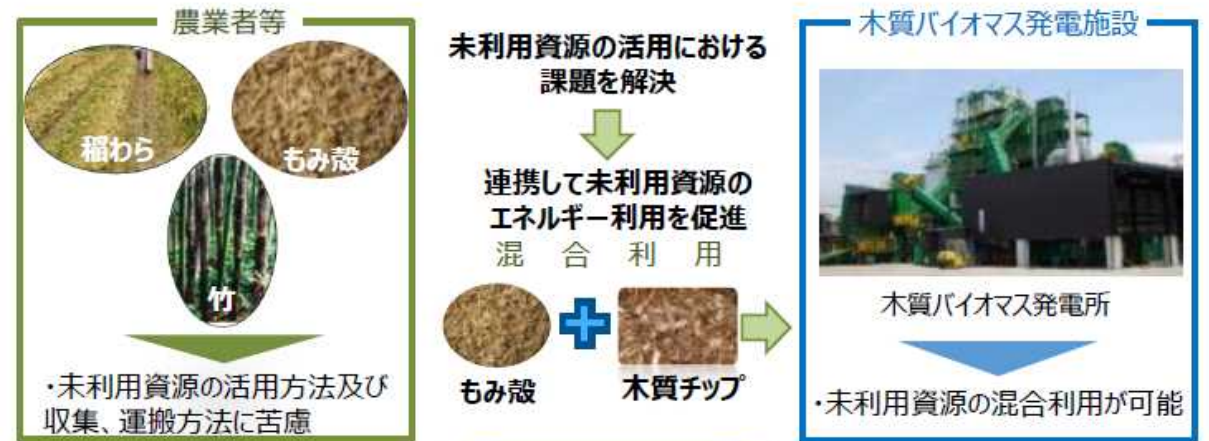 農業者等
稲わら
もみ殻
竹
・未利用資源の活用方法及び
収集、運搬方法に苦慮
未利用資源の活用における
課題を解決
連携して未利用資源の
エネルギー利用を促進
混合利用
もみ殻
木質チップ
木質バイオマス発電施設
木質バイオマス発電所
・未利用資源の混合利用が可能